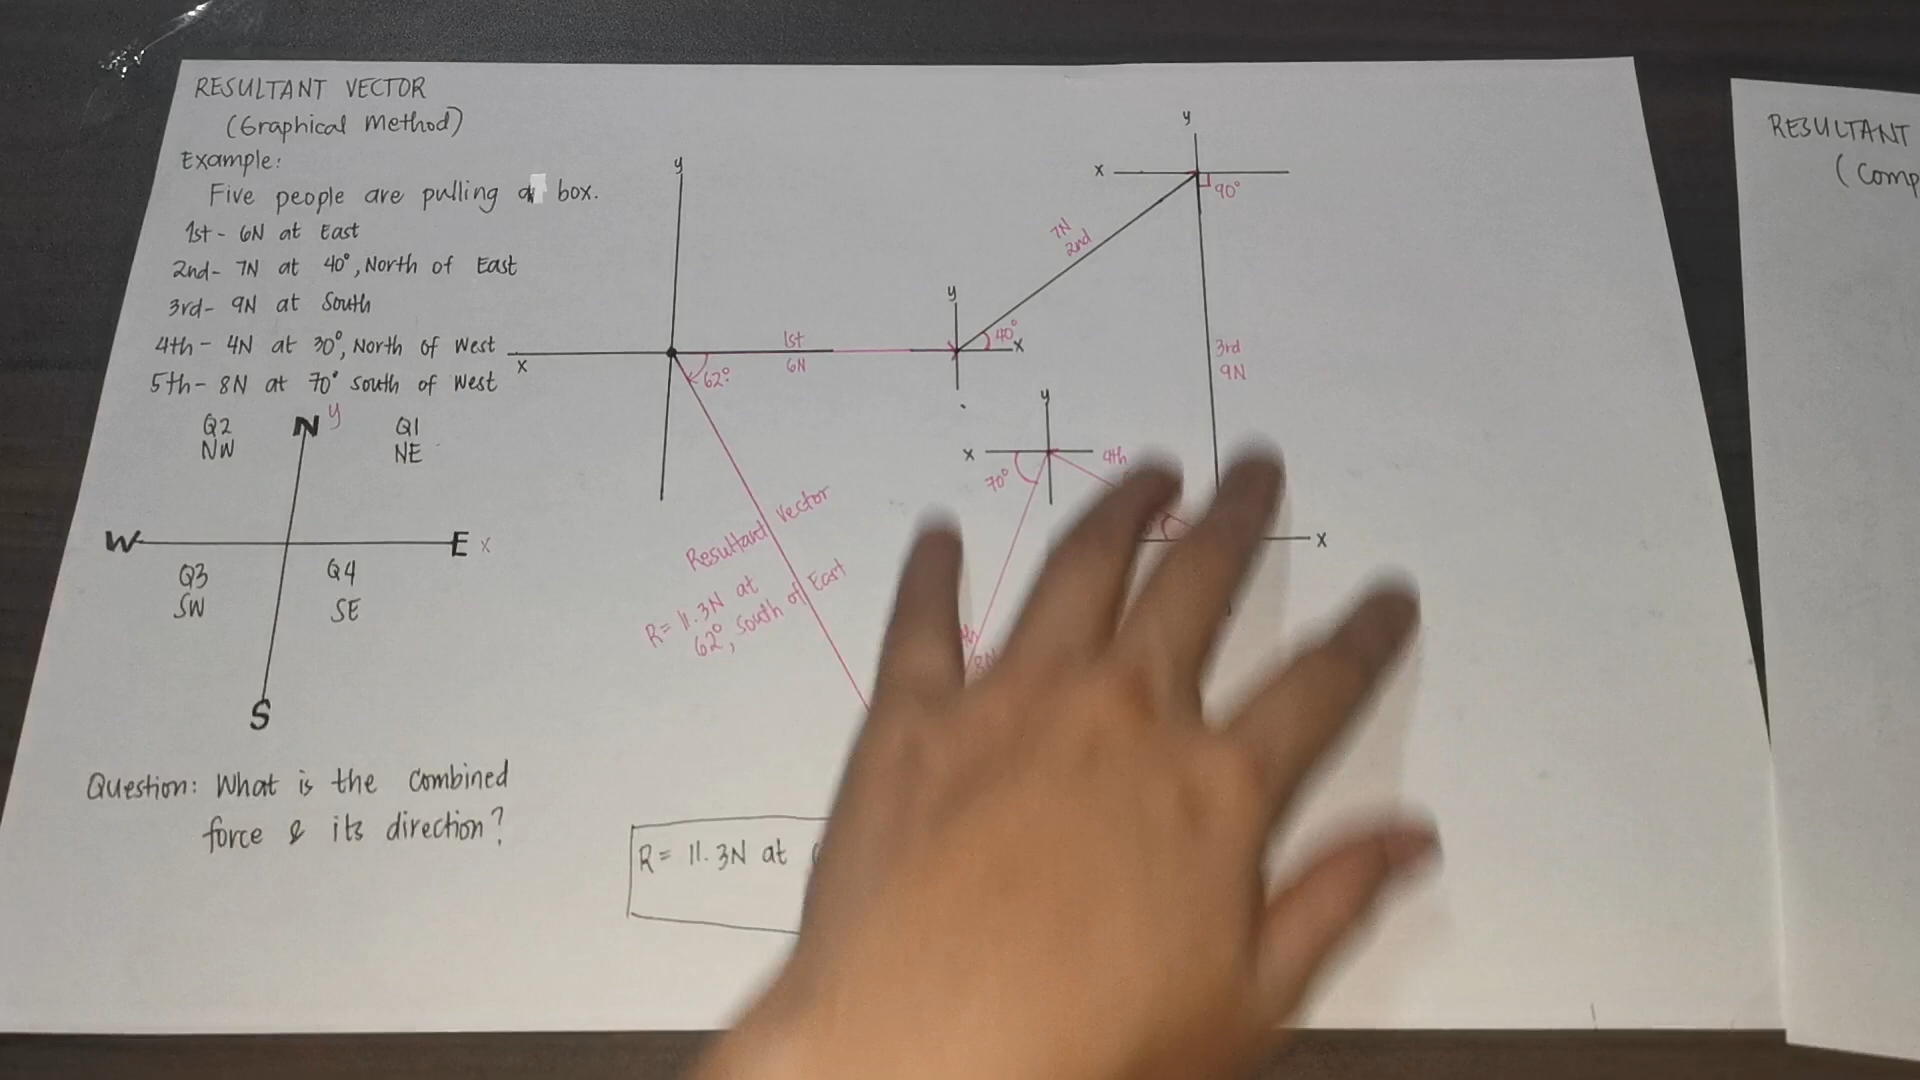 RESULTANT VECTOR
(Graphical Method)
Example:
Five people are pulling a box.
1st - 6N at East
2nd- 7N at 40°, North of East
3rd- 9N at South
4th - 4N at 30°, North of West
5th- 8N at 70° South of West
Q2
NW
N y
Q1
NE
W
E x
Q3
SW
Q4
SE
S
Question: What is the combined
force & its direction?
y
x
1st
6N
62°
y
40°
x
7N
2nd
y
x
90°
3rd
9N
y
x
70°
4th
x
8N
Resultant Vector
R= 11.3N at
62°, South of East
R= 11.3N at
RESULTANT
(Comp